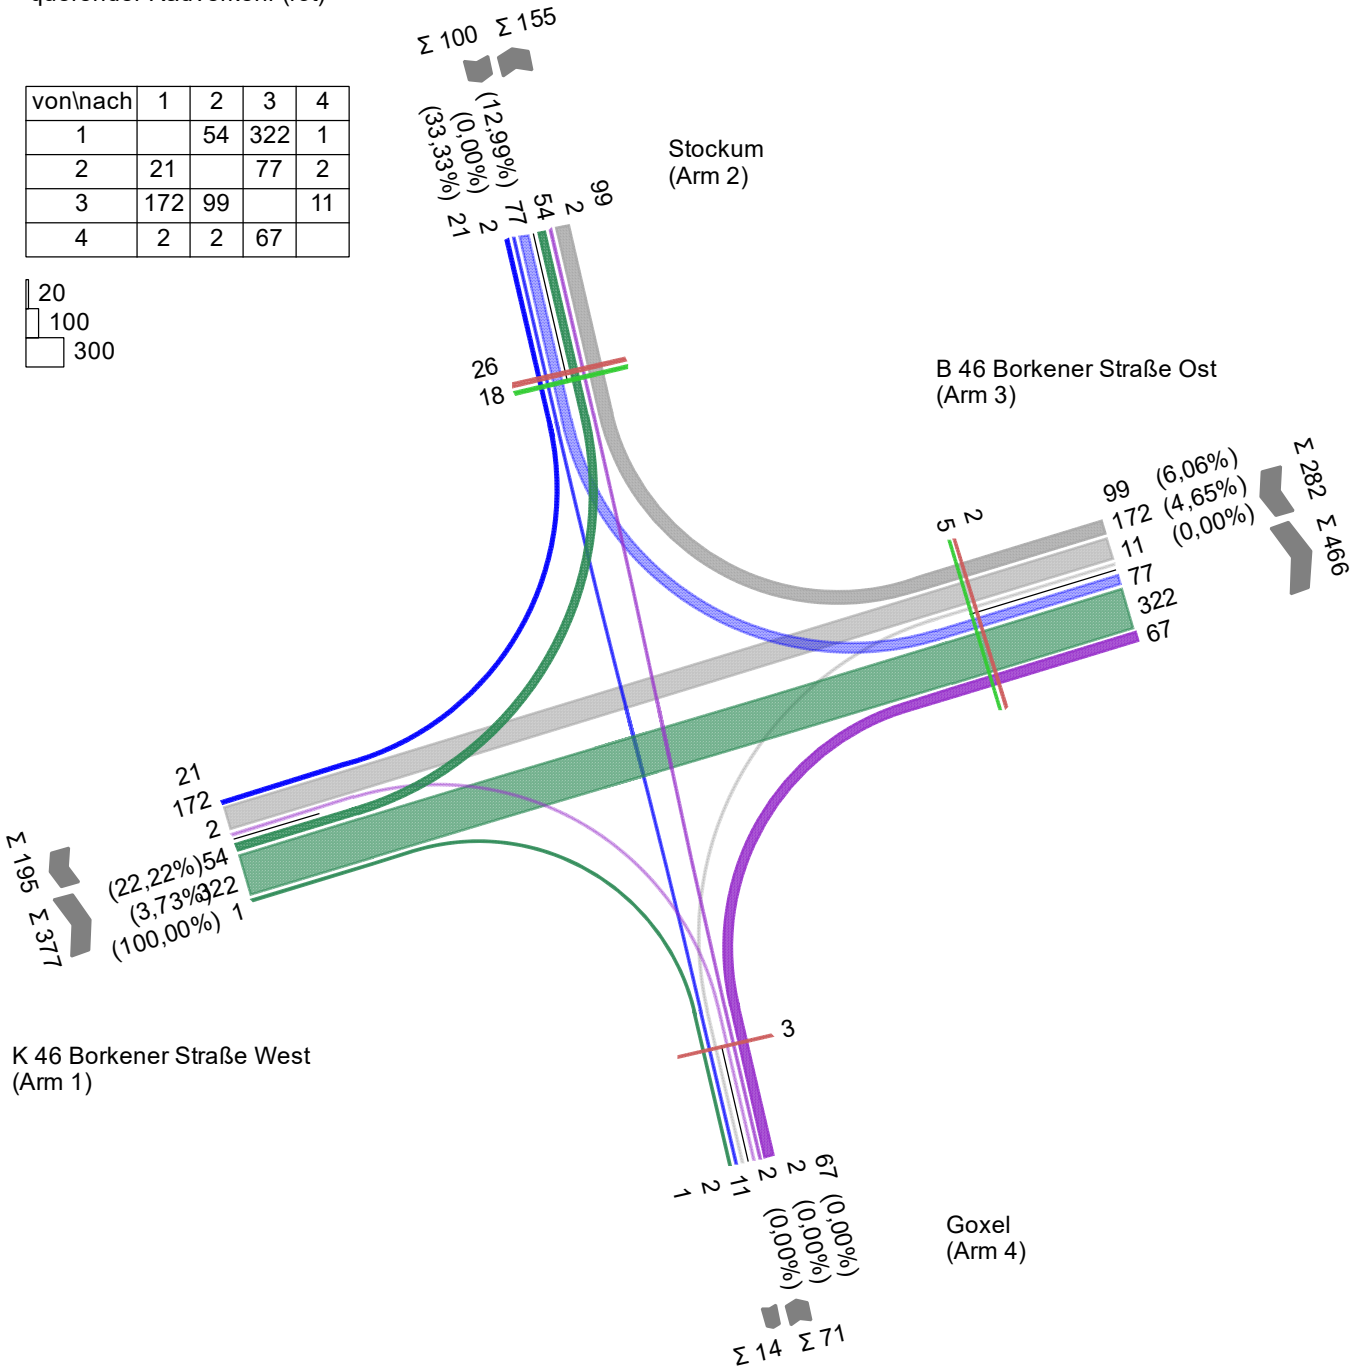 querender Radverkehr (rot)
Σ 100 Σ 155
von\nach 1 2 3 4
1 54 322 1
2 21 77 2
3 172 99 11
4 2 2 67
20
100
300
(33,33%)
(0,00%)
(12,99%)
21 2 77 54 2 99
Stockum
(Arm 2)
26
18
B 46 Borkener Straße Ost
(Arm 3)
5 2
99 (6,06%)
172 (4,65%)
11 (0,00%)
77
322
67
Σ 282
Σ 466
21
172
2
(22,22%) 54
(3,73%) 322
(100,00%) 1
Σ 195
Σ 377
K 46 Borkener Straße West
(Arm 1)
3
1 2 11 2 2 67
(0,00%)
(0,00%)
(0,00%)
Goxel
(Arm 4)
Σ 14 Σ 71